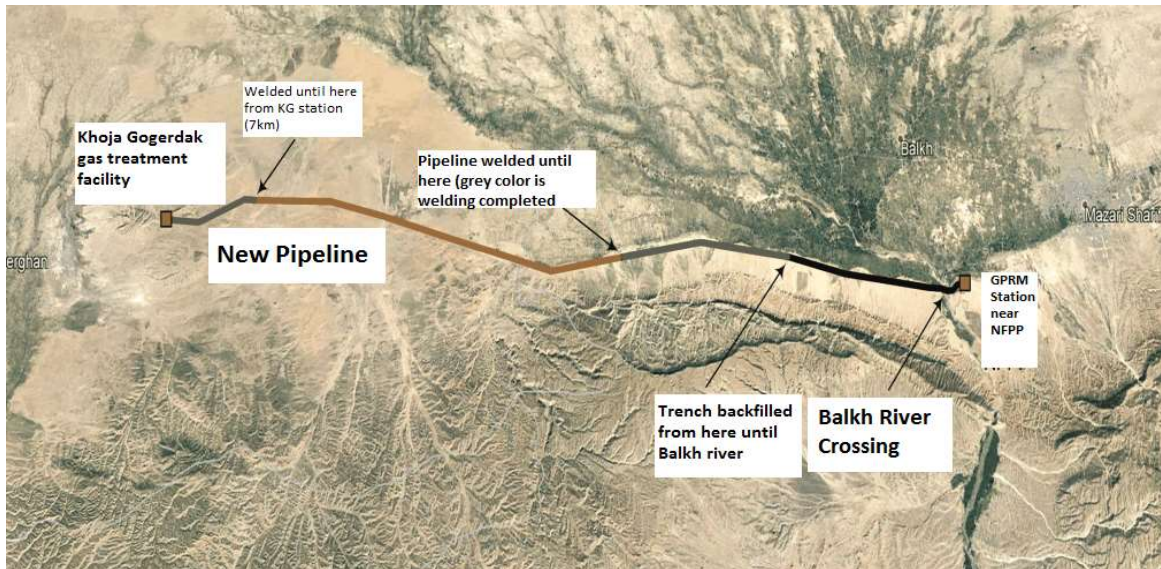 Welded until here
from KG station
(7km)
Khoja Gogerdak
gas treatment
facility
Pipeline welded until
here (grey color is
welding completed
Balkh
Mazari Sharif
New Pipeline
erghan
GPRM
Station
near
NFPP
Trench backfilled
from here until
Balkh river
Balkh River
Crossing